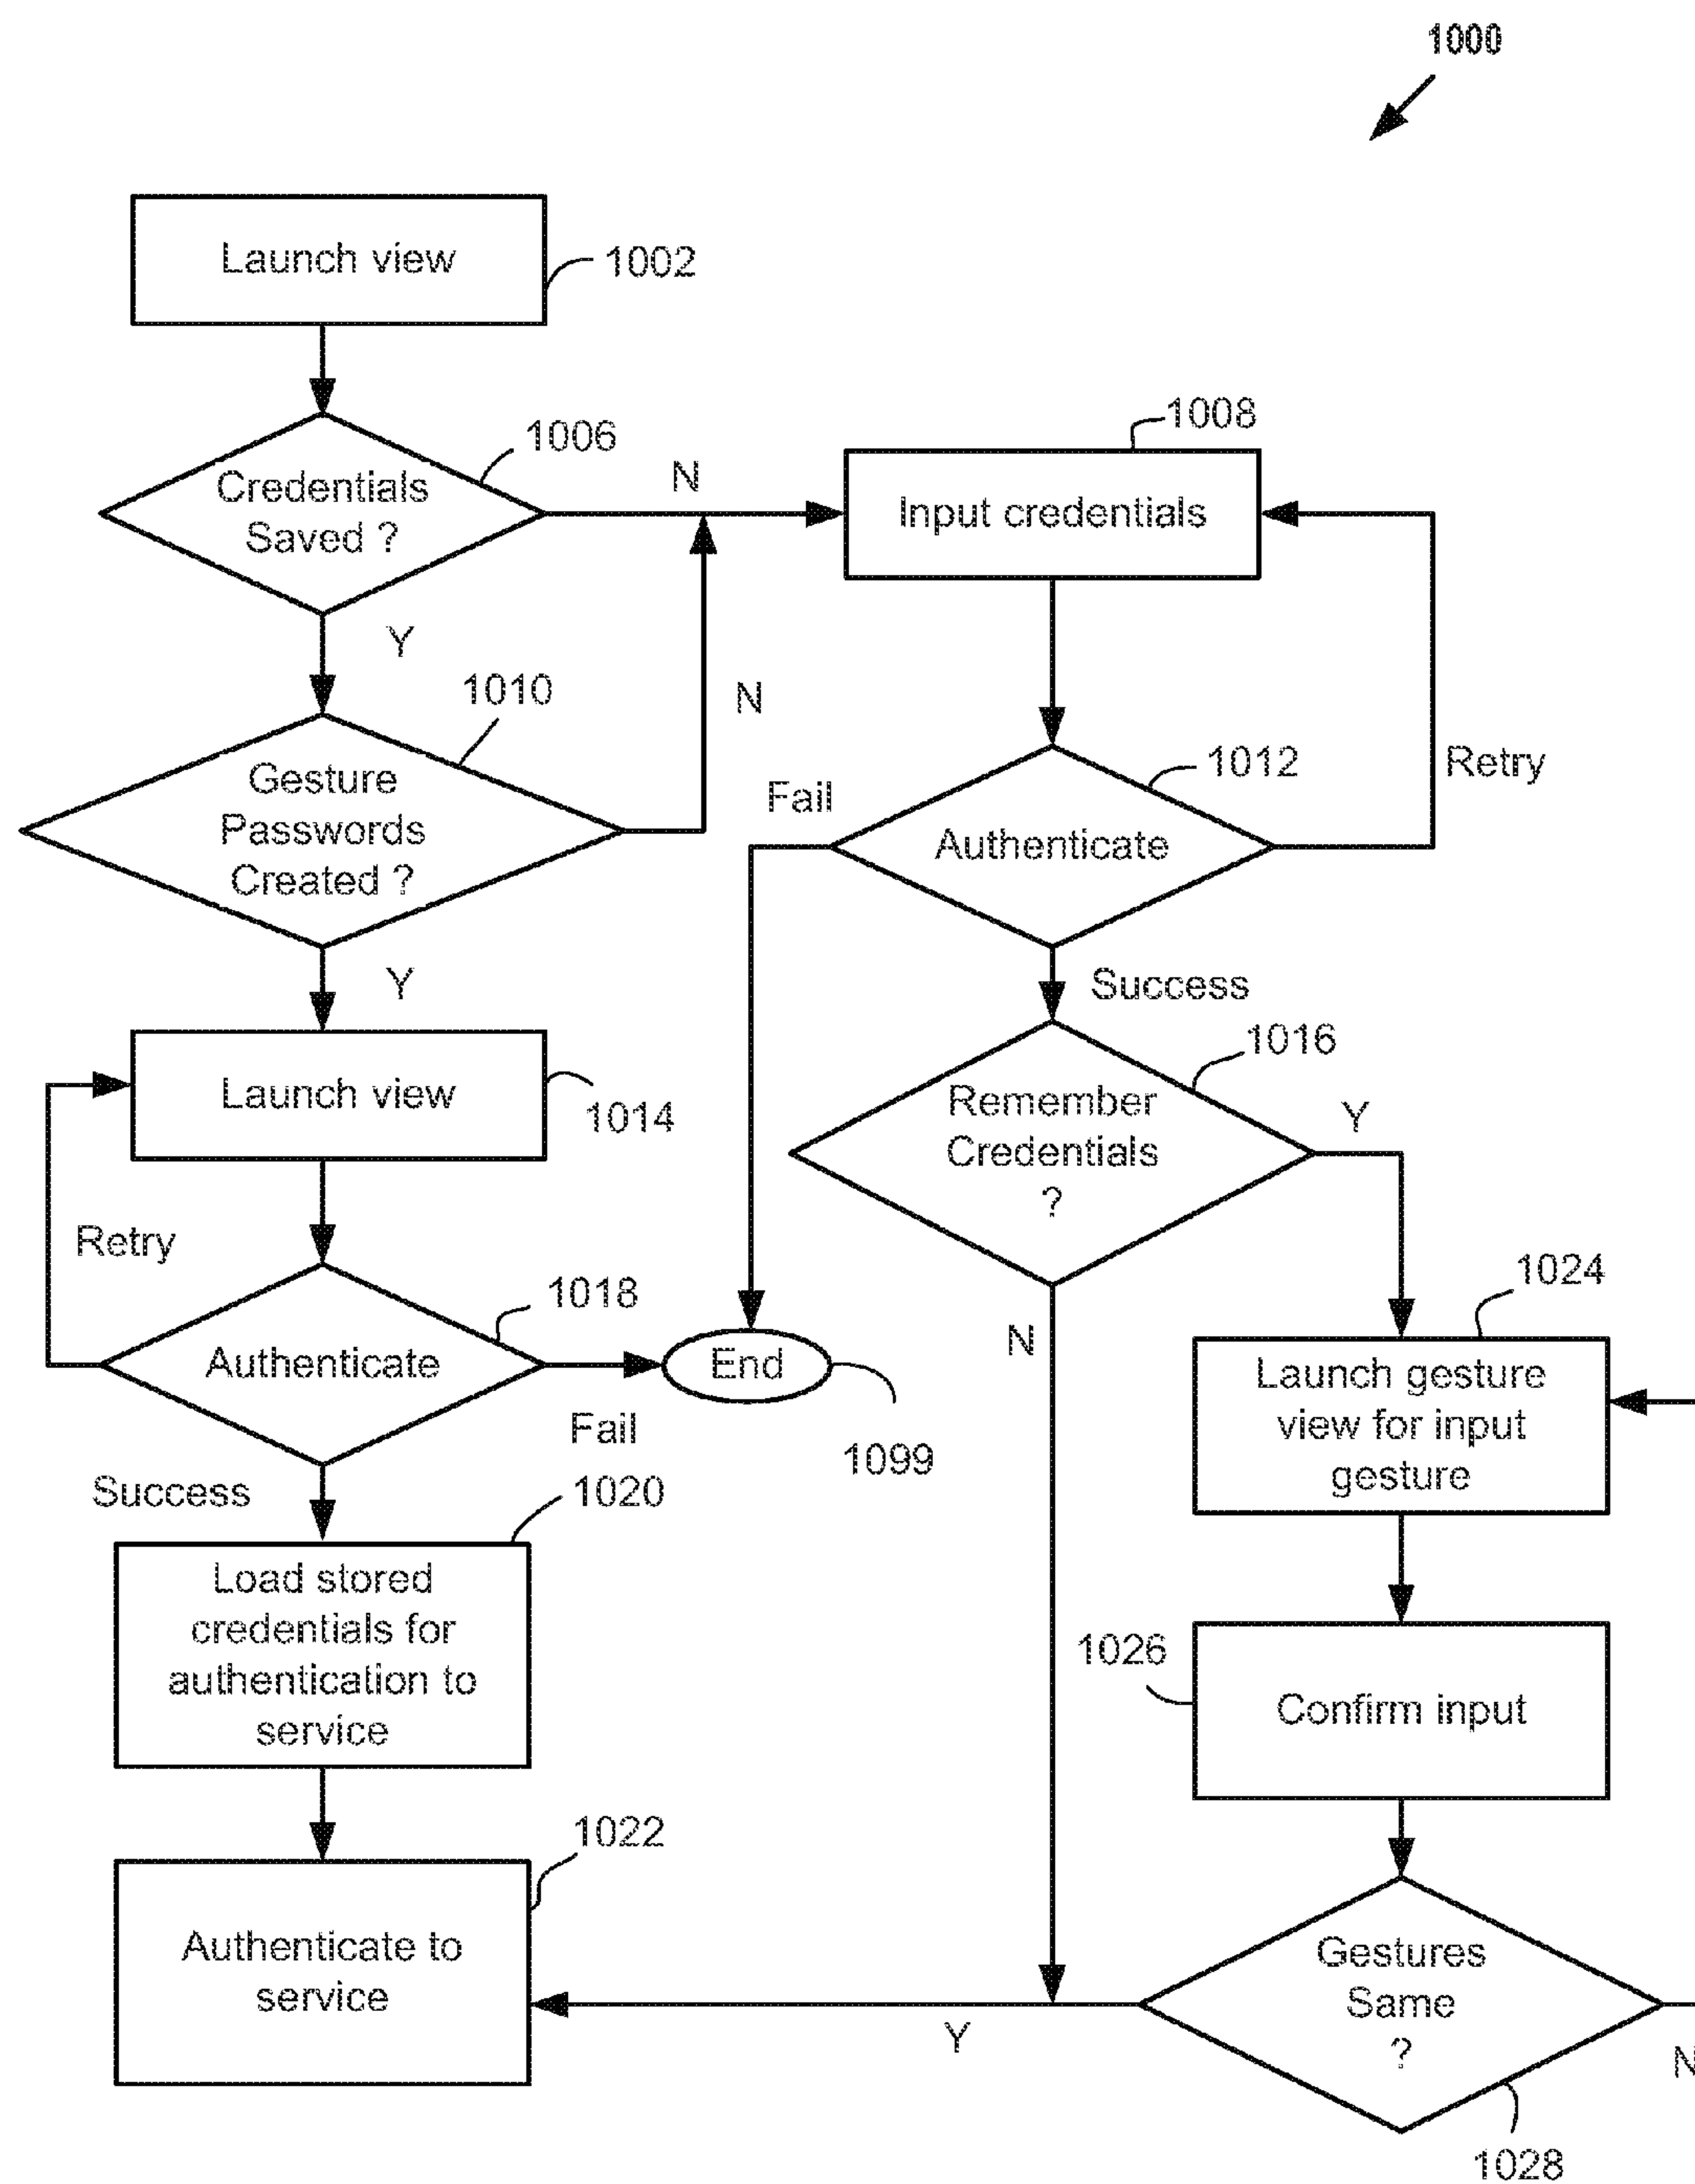 1000
Launch view
1002
1006
Credentials
Saved ?
N
1008
Input credentials
Y
1010
N
Gesture
Passwords
Created ?
Fail
1012
Retry
Authenticate
Y
Success
Launch view
1014
1016
Remember
Credentials
?
Y
Retry
1018
Authenticate
Fail
End
1099
N
1024
Launch gesture
view for input
gesture
Success
1020
Load stored
credentials for
authentication to
service
1026
Confirm input
1022
Authenticate to
service
Y
Gestures
Same
?
N
1028